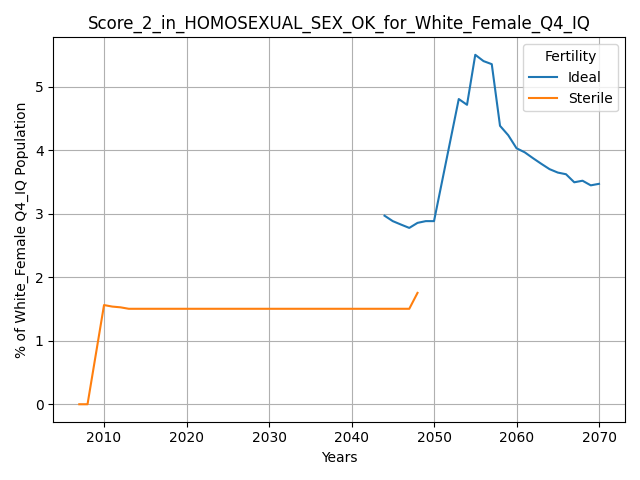 Score_2_in_HOMOSEXUAL_SEX_OK_for_White_Female_Q4_IQ
Fertility
Ideal
Sterile
% of White_Female Q4_IQ Population
5
4
3
2
1
0
2010 2020 2030 2040 2050 2060 2070
Years